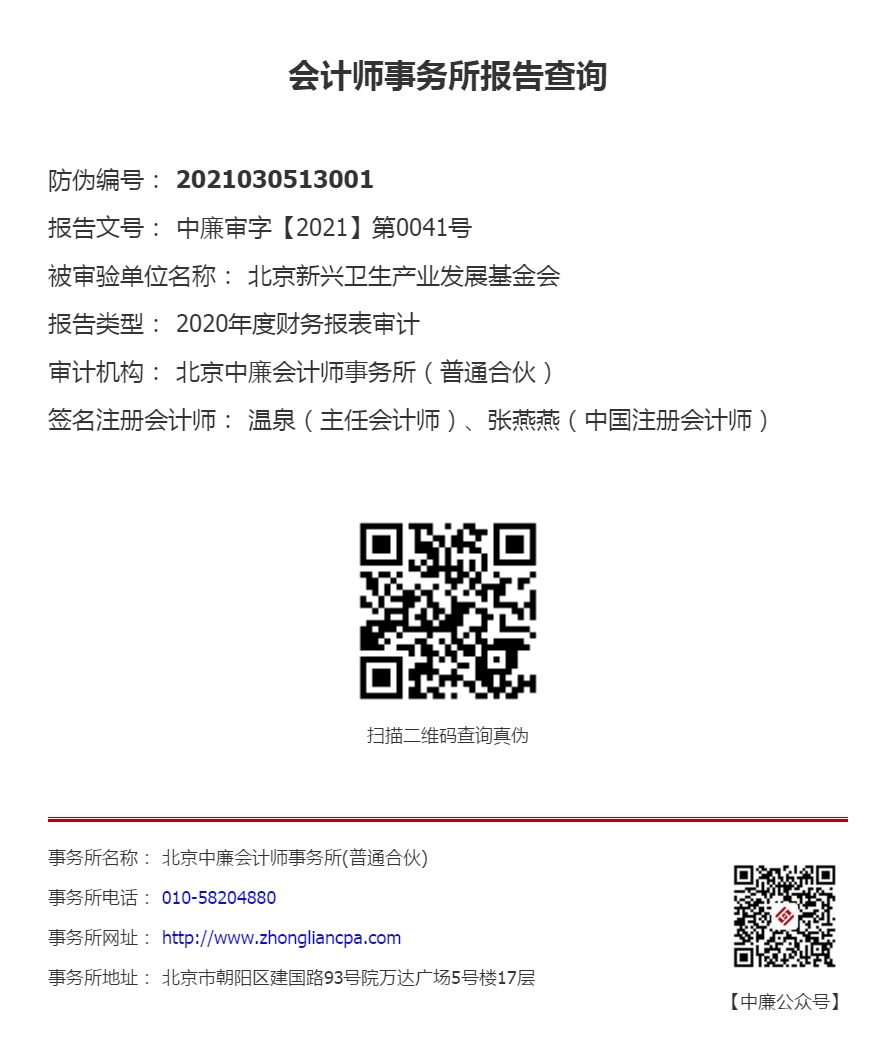 会计师事务所报告查询
防伪编号： 2021030513001
报告文号： 中廉审字【2021】第0041号
被审验单位名称： 北京新兴卫生产业发展基金会
报告类型： 2020年度财务报表审计
审计机构： 北京中廉会计师事务所（普通合伙）
签名注册会计师： 温泉（主任会计师）、张燕燕（中国注册会计师）
扫描二维码查询真伪
事务所名称： 北京中廉会计师事务所(普通合伙)
事务所电话： 010-58204880
事务所网址： http://www.zhongliancpa.com
事务所地址： 北京市朝阳区建国路93号院万达广场5号楼17层
【中廉公众号】